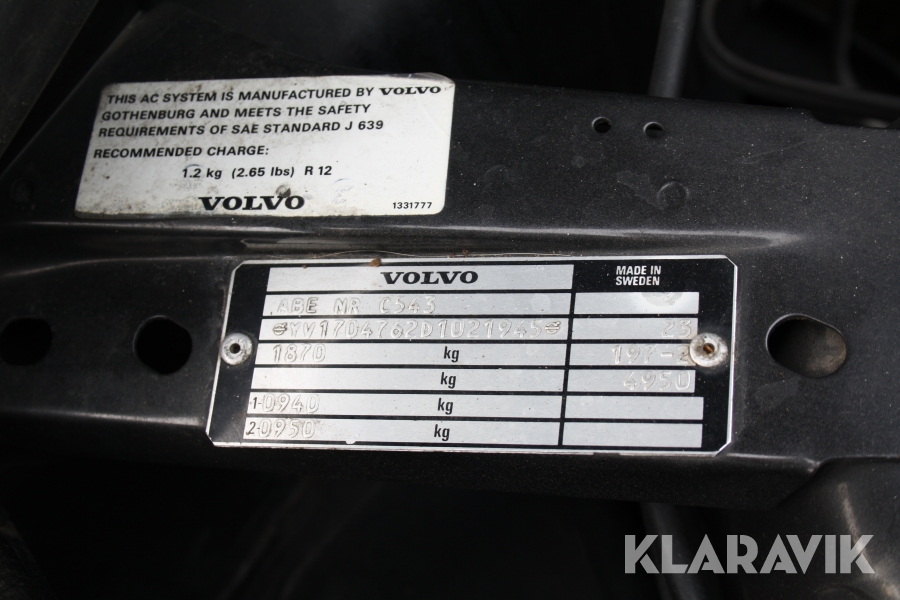 THIS AC SYSTEM IS MANUFACTURED BY VOLVO
GOTHENBURG AND MEETS THE SAFETY
REQUIREMENTS OF SAE STANDARD J 639
RECOMMENDED CHARGE:
1.2 kg (2.65 lbs) R 12
VOLVO 1331777
VOLVO MADE IN
SWEDEN
ABE NR C543
YV1704762D1021945 23
1870 kg 197-2
kg 4950
1-0940 kg
2-0950 kg
KLARAVIK